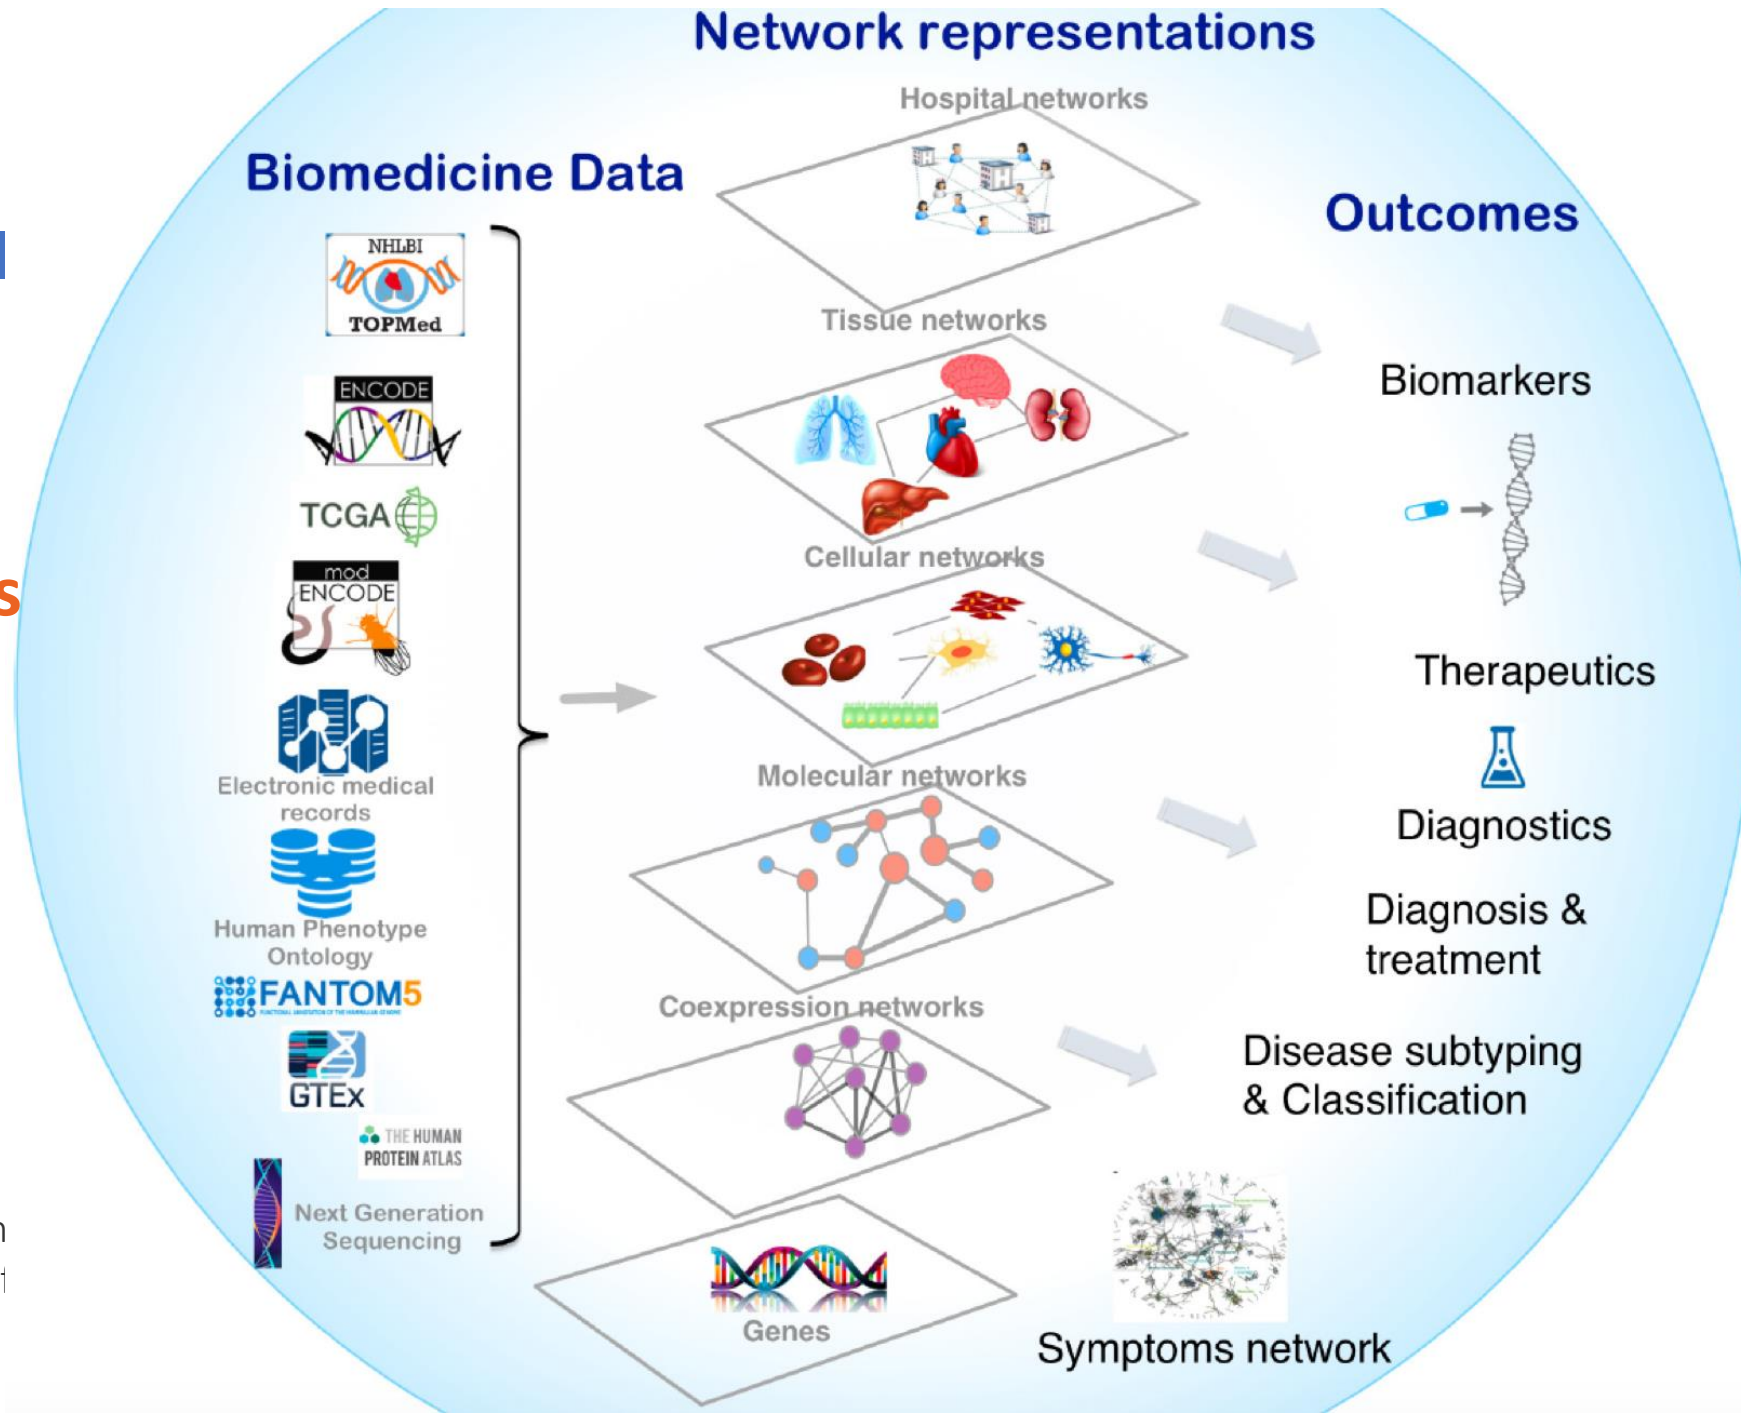 Network representations
Biomedicine Data
Outcomes
NHLBI
TOPMed
ENCODE
TCGA
mod
ENCODE
Electronic medical
records
Human Phenotype
Ontology
FANTOM5
GTEx
THE HUMAN
PROTEIN ATLAS
Next Generation
Sequencing
Hospital networks
Tissue networks
Cellular networks
Molecular networks
Coexpression networks
Genes
Biomarkers
Therapeutics
Diagnostics
Diagnosis &
treatment
Disease subtyping
& Classification
Symptoms network
s